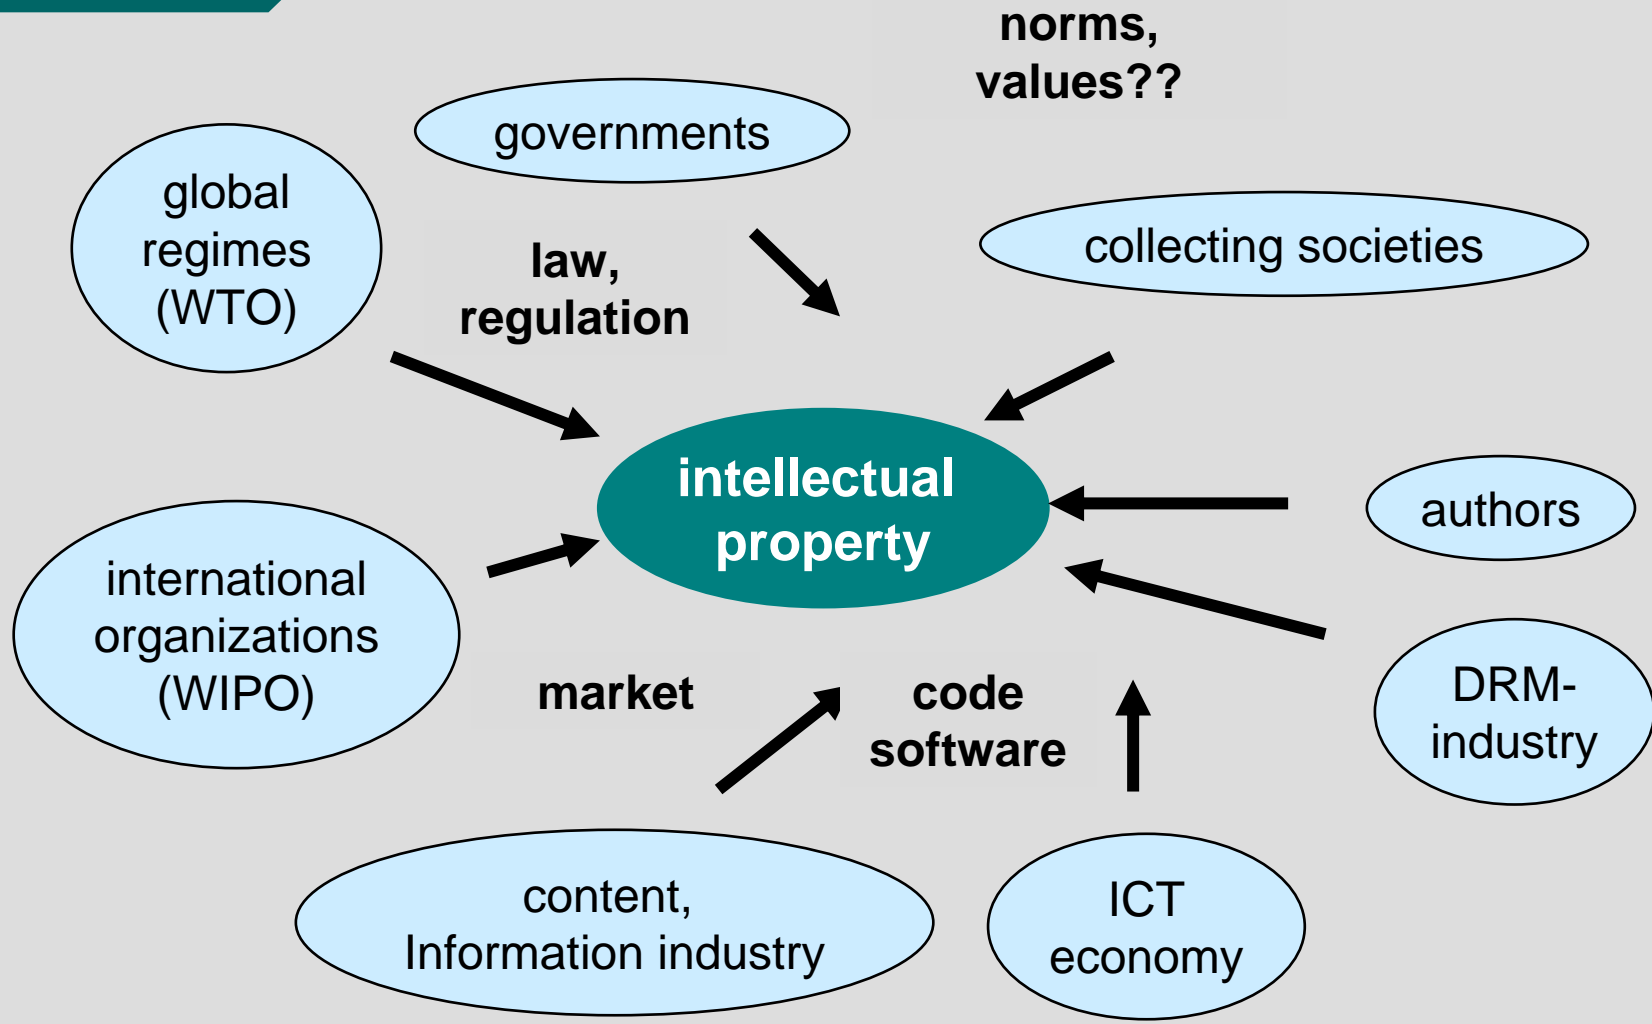 norms,
values??
governments
global
regimes
(WTO)
law,
regulation
collecting societies
intellectual
property
authors
international
organizations
(WIPO)
market
code
software
DRM-
industry
content,
Information industry
ICT
economy